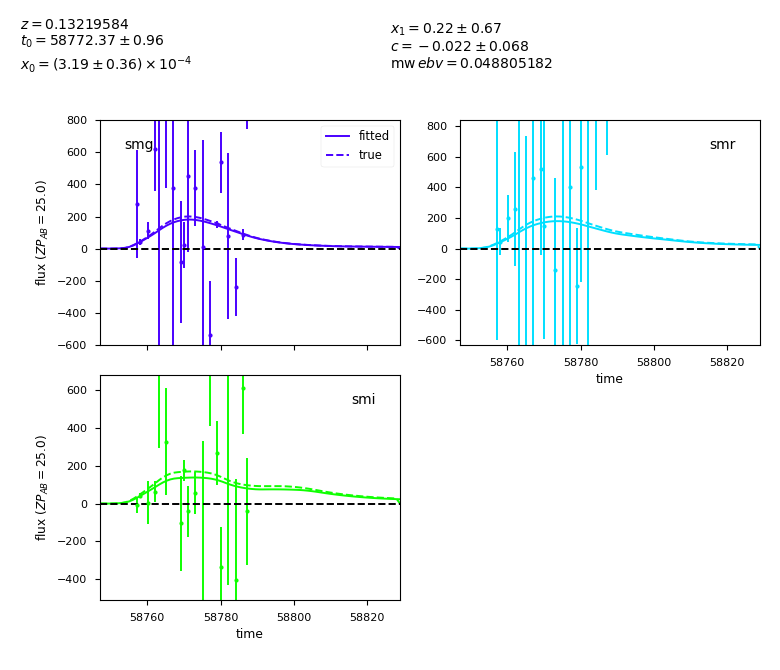 z = 0.13219584
t₀ = 58772.37 ± 0.96
x₀ = (3.19 ± 0.36) × 10⁻⁴
x₁ = 0.22 ± 0.67
c = −0.022 ± 0.068
mw ebv = 0.048805182
smg
fitted
true
800
600
400
200
0
−200
−400
−600
flux (ZP_AB = 25.0)
smr
800
600
400
200
0
−200
−400
−600
58760 58780 58800 58820
time
smi
600
400
200
0
−200
−400
flux (ZP_AB = 25.0)
58760 58780 58800 58820
time